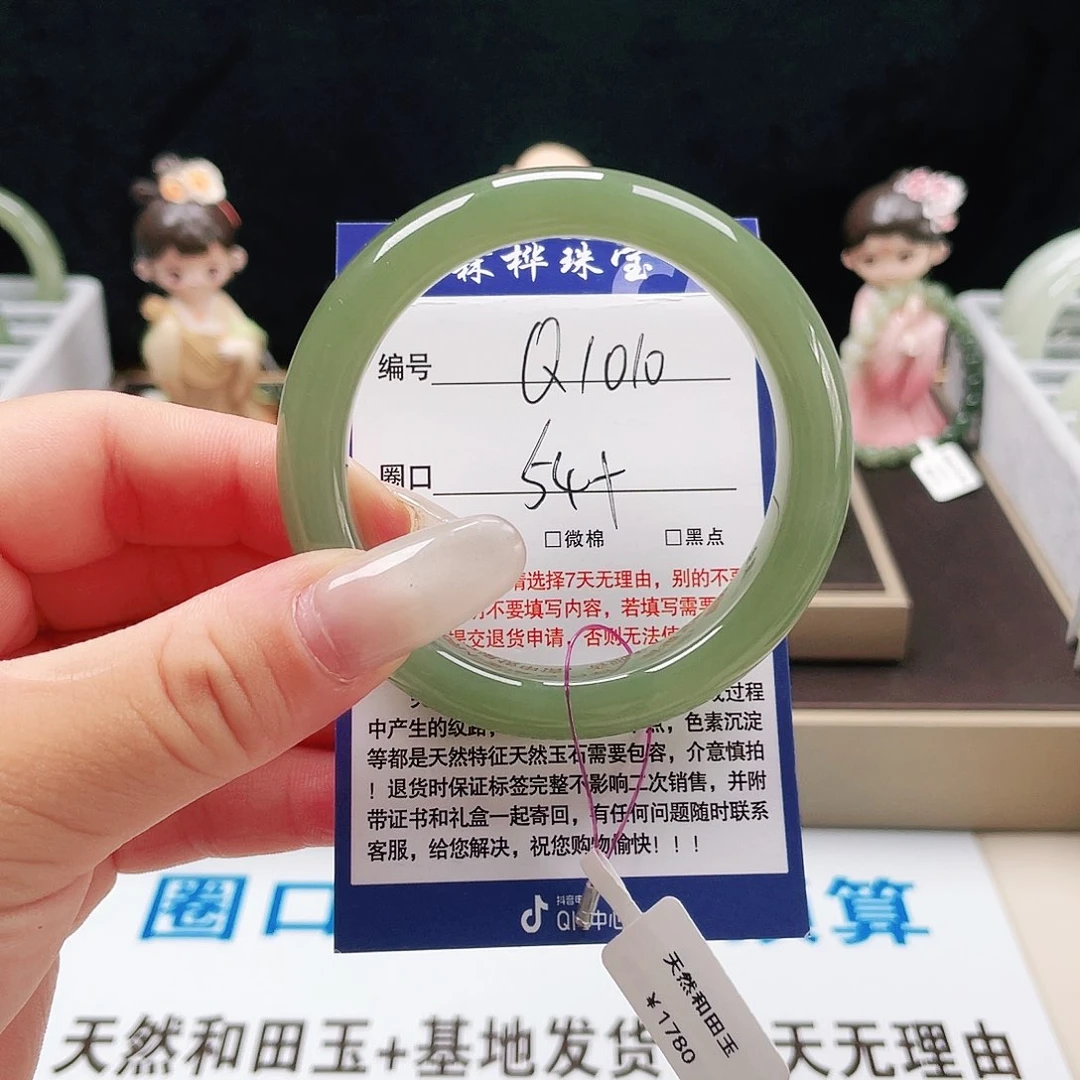 桦珠宝
编号 Q1010
圈口 54+
□微棉 □黑点
请选择7天无理由，别的不要
不要填写内容，若填写需要
提交退货申请，否则无法使
过程
中产生的纹路， 点，色素沉淀
等都是天然特征天然玉石需要包容，介意慎拍
！退货时保证标签完整不影响二次销售，并附
带证书和礼盒一起寄回，有任何问题随时联系
客服，给您解决，祝您购物愉快！！！
抖音电
QI 中心
圈口 算
天然和田玉
¥1780
天然和田玉+基地发货 天无理由